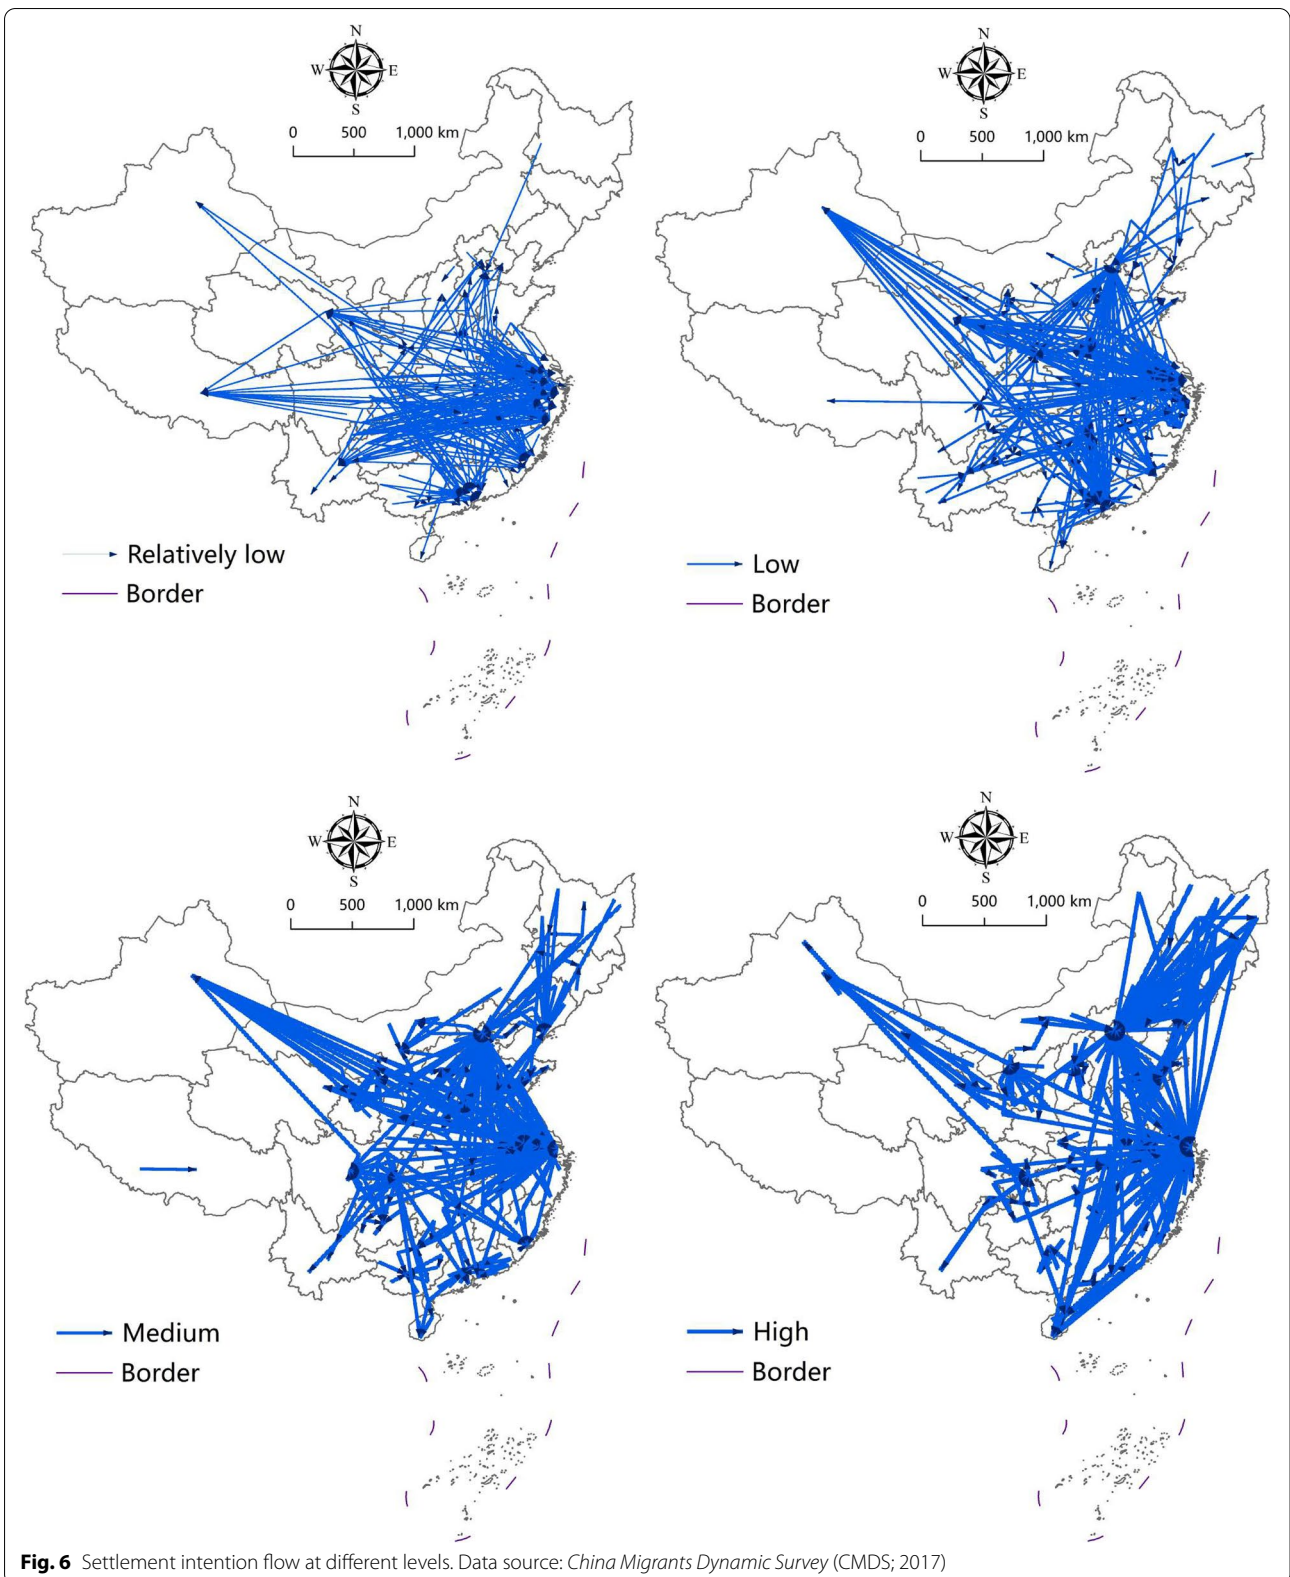 N
W E
S
0 500 1,000 km
Relatively low
Border
N
W E
S
0 500 1,000 km
Low
Border
N
W E
S
0 500 1,000 km
Medium
Border
N
W E
S
0 500 1,000 km
High
Border
Fig. 6 Settlement intention flow at different levels. Data source: China Migrants Dynamic Survey (CMDS; 2017)